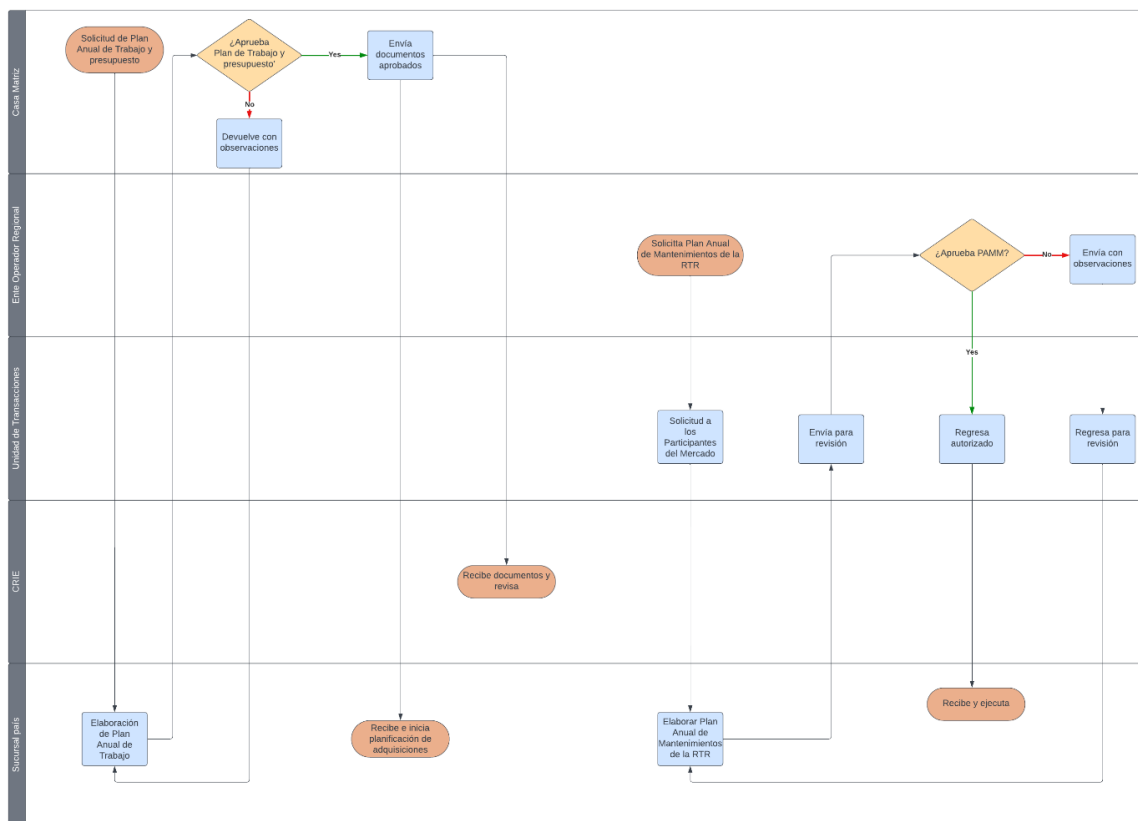 Casa Matriz
Solicitud de Plan
Anual de Trabajo y
presupuesto
¿Aprueba
Plan de Trabajo y
presupuesto'
Yes
Envía
documentos
aprobados
No
Devuelve con
observaciones
Ente Operador Regional
Solicitta Plan Anual
de Mantenimientos de la
RTR
¿Aprueba PAMM?
No
Envía con
observaciones
Yes
Unidad de Transacciones
Solicitud a
los
Participantes
del Mercado
Envía para
revisión
Regresa
autorizado
Regresa para
revisión
CRIE
Recibe documentos y
revisa
Sucursal país
Elaboración
de Plan
Anual de
Trabajo
Recibe e inicia
planificación de
adquisiciones
Elaborar Plan
Anual de
Mantenimientos
de la RTR
Recibe y ejecuta